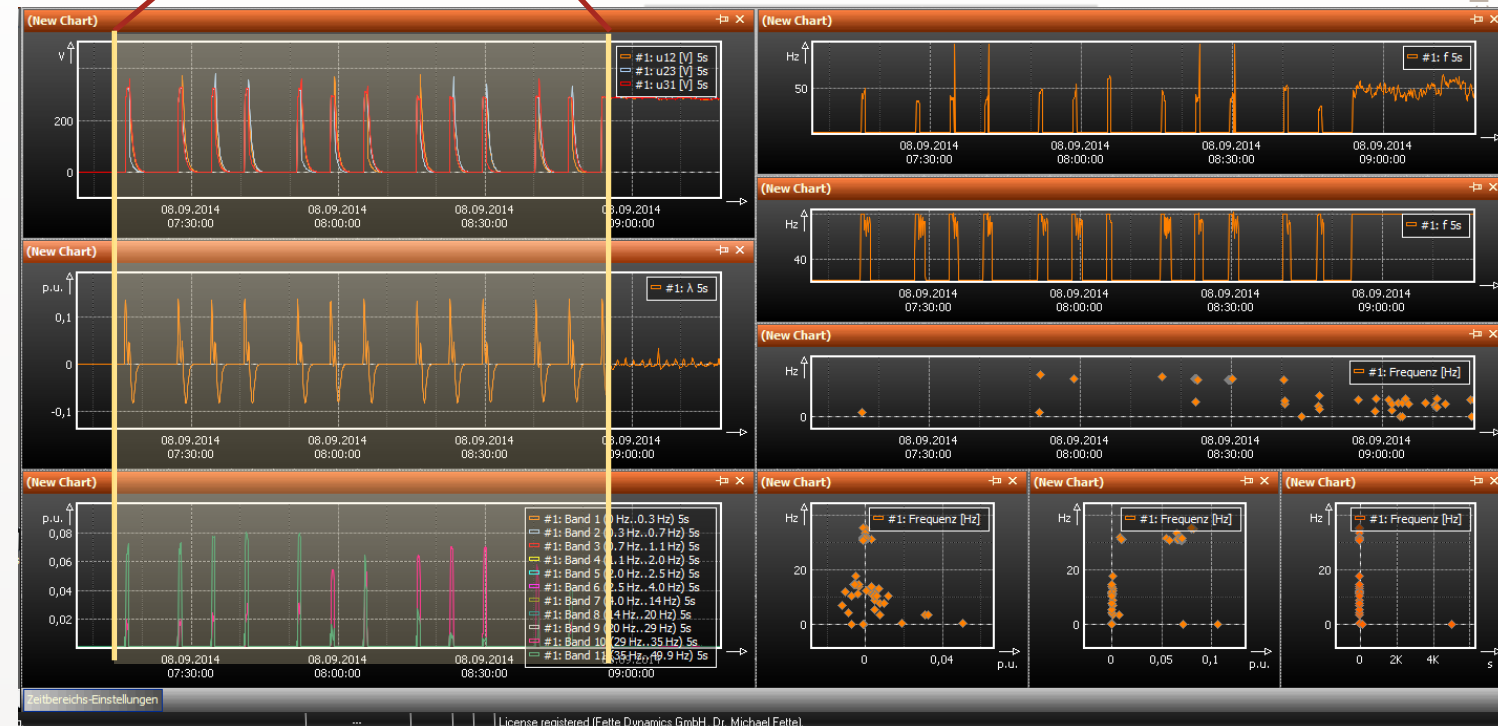 (New Chart)
V
#1: u12 [V] 5s
#1: u23 [V] 5s
#1: u31 [V] 5s
200
0
08.09.2014 08.09.2014 08.09.2014 08.09.2014
07:30:00 08:00:00 08:30:00 09:00:00
(New Chart)
p.u.
#1: λ 5s
0,1
0
-0,1
08.09.2014 08.09.2014 08.09.2014 08.09.2014
07:30:00 08:00:00 08:30:00 09:00:00
(New Chart)
p.u.
0,08
0,06
0,04
0,02
#1: Band 1 (0 Hz..0.3 Hz) 5s
#1: Band 2 (0.3 Hz..0.7 Hz) 5s
#1: Band 3 (0.7 Hz..1.1 Hz) 5s
#1: Band 4 (1.1 Hz..2.0 Hz) 5s
#1: Band 5 (2.0 Hz..2.5 Hz) 5s
#1: Band 6 (2.5 Hz..4.0 Hz) 5s
#1: Band 7 (4.0 Hz..14 Hz) 5s
#1: Band 8 (14 Hz..20 Hz) 5s
#1: Band 9 (20 Hz..29 Hz) 5s
#1: Band 10 (29 Hz..35 Hz) 5s
#1: Band 11 (35 Hz..49.9 Hz) 5s
08.09.2014 08.09.2014 08.09.2014 08.09.2014
07:30:00 08:00:00 08:30:00 09:00:00
(New Chart)
Hz
#1: f 5s
50
08.09.2014 08.09.2014 08.09.2014 08.09.2014
07:30:00 08:00:00 08:30:00 09:00:00
(New Chart)
Hz
#1: f 5s
40
08.09.2014 08.09.2014 08.09.2014 08.09.2014
07:30:00 08:00:00 08:30:00 09:00:00
(New Chart)
Hz
#1: Frequenz [Hz]
0
08.09.2014 08.09.2014 08.09.2014 08.09.2014
07:30:00 08:00:00 08:30:00 09:00:00
(New Chart)
Hz
#1: Frequenz [Hz]
20
0
0 0,04
p.u.
(New Chart)
Hz
#1: Frequenz [Hz]
20
0
0 0,05 0,1
p.u.
(New Chart)
Hz
#1: Frequenz [Hz]
20
0
0 2K 4K
s
Zeitbereichs-Einstellungen
... License registered (Fette Dynamics GmbH, Dr. Michael Fette).